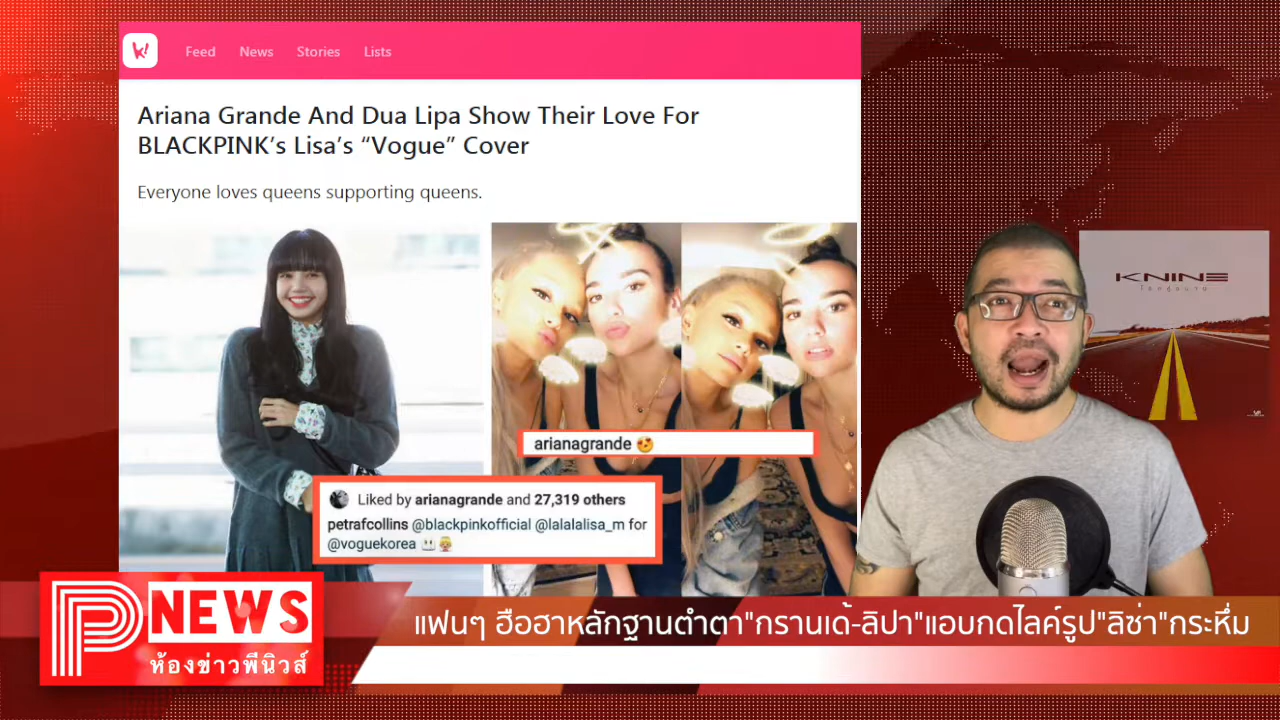 k!
Feed News Stories Lists
Ariana Grande And Dua Lipa Show Their Love For
BLACKPINK’s Lisa’s “Vogue” Cover
Everyone loves queens supporting queens.
KNINE
arianagrande 😍
Liked by arianagrande and 27,319 others
petrafcollins @blackpinkofficial @lalalalisa_m for
@voguekorea
P NEWS
ห้องข่าวพีนิวส์
แฟนๆ ฮือฮาหลักฐานตำตา"กรานเด้-ลิปา"แอบกดไลค์รูป"ลิซ่า"กระหึ่ม